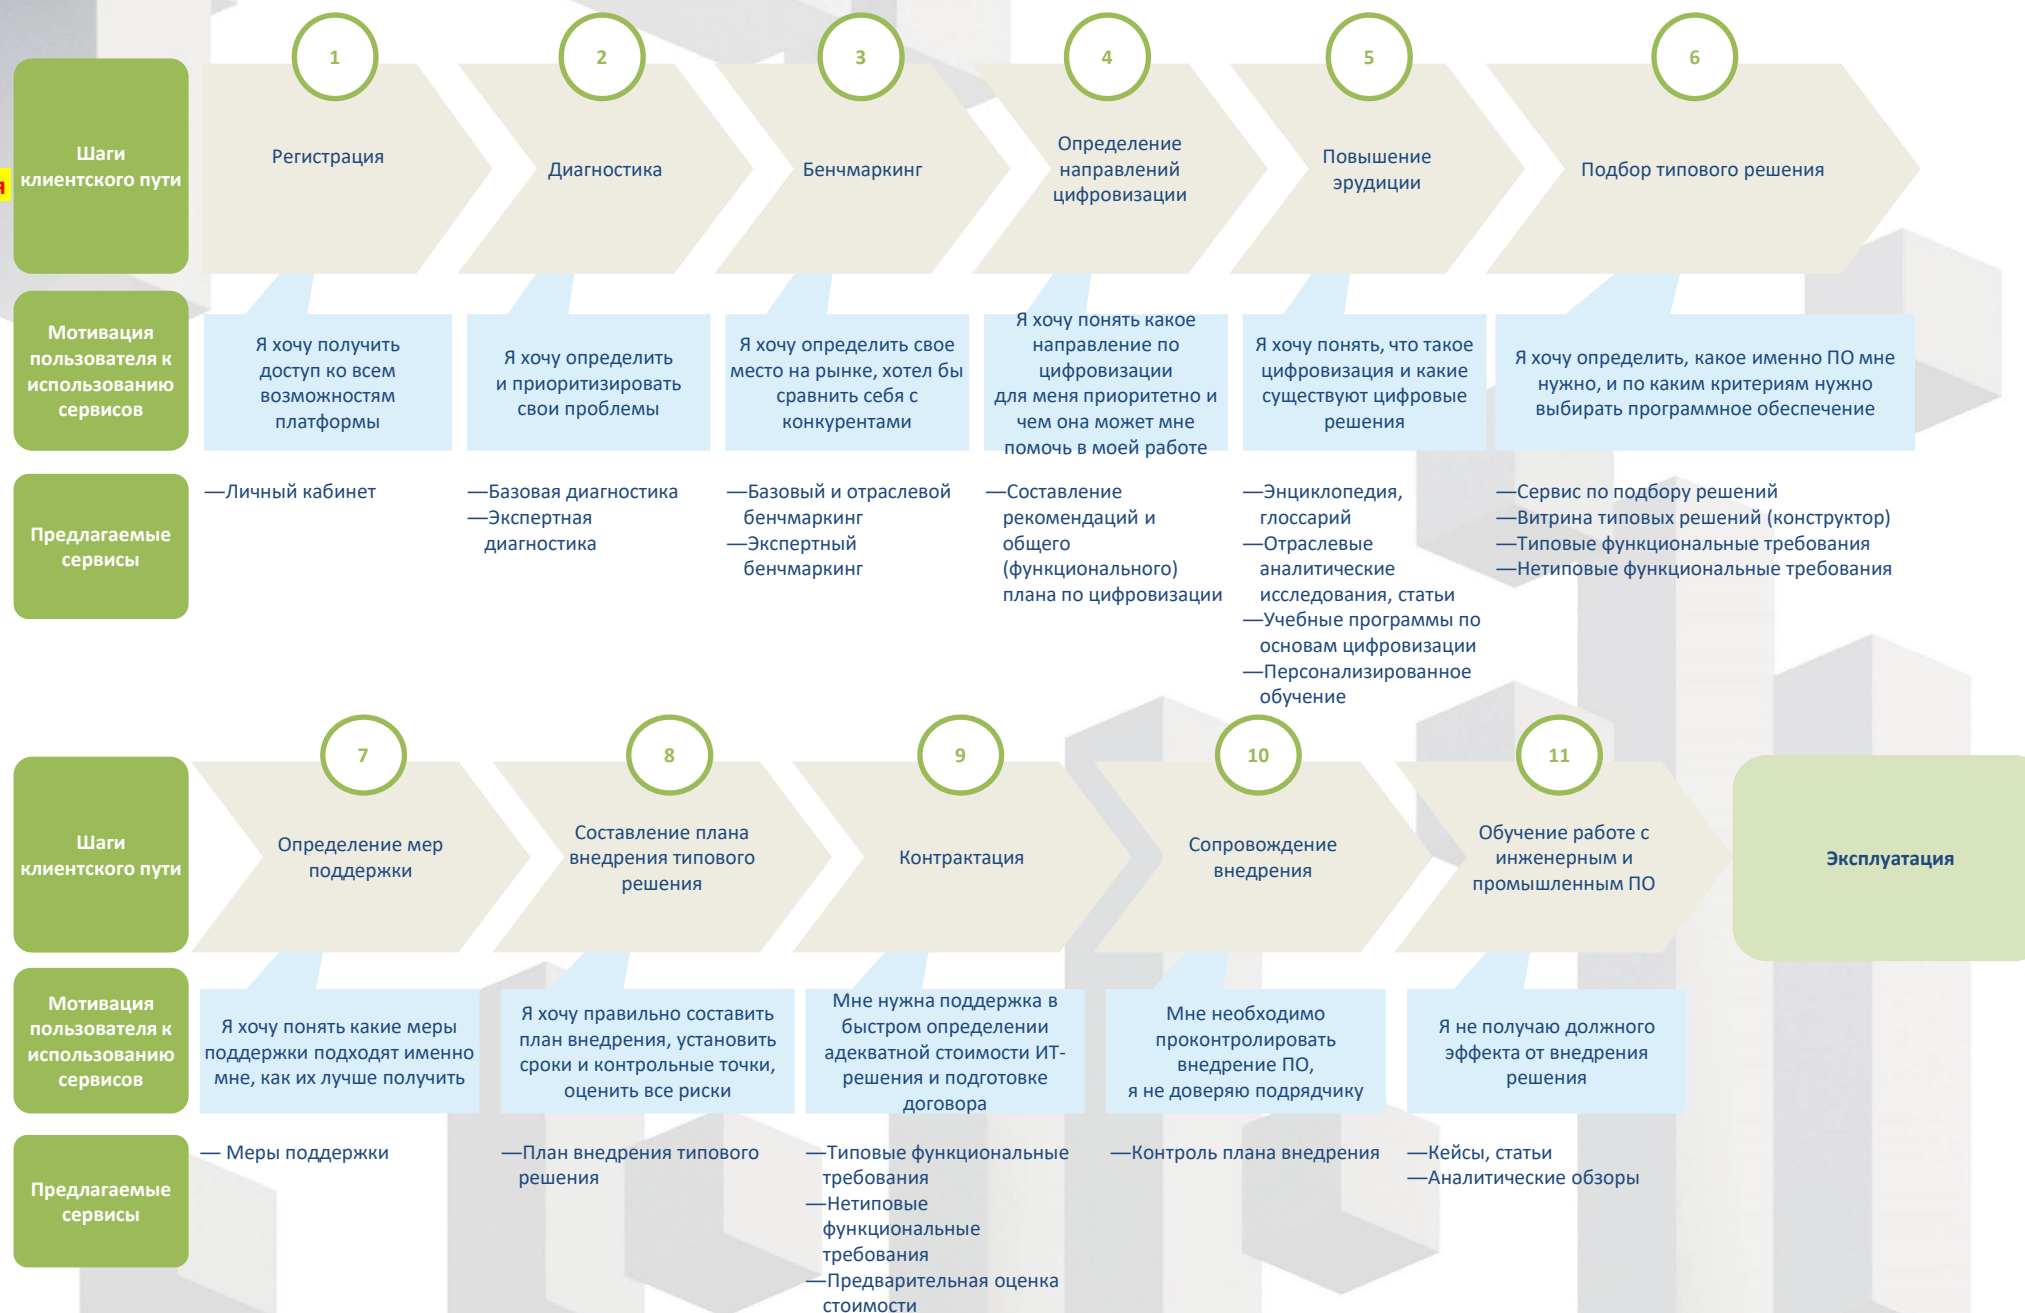 1
2
3
4
5
6
Шаги
клиентского пути
я
Регистрация
Диагностика
Бенчмаркинг
Определение
направлений
цифровизации
Повышение
эрудиции
Подбор типового решения
Мотивация
пользователя к
использованию
сервисов
Я хочу получить
доступ ко всем
возможностям
платформы
Я хочу определить
и приоритизировать
свои проблемы
Я хочу определить свое
место на рынке, хотел бы
сравнить себя с
конкурентами
Я хочу понять какое
направление по
цифровизации
для меня приоритетно и
чем она может мне
помочь в моей работе
Я хочу понять, что такое
цифровизация и какие
существуют цифровые
решения
Я хочу определить, какое именно ПО мне
нужно, и по каким критериям нужно
выбирать программное обеспечение
Предлагаемые
сервисы
—Личный кабинет
—Базовая диагностика
—Экспертная
диагностика
—Базовый и отраслевой
бенчмаркинг
—Экспертный
бенчмаркинг
—Составление
рекомендаций и
общего
(функционального)
плана по цифровизации
—Энциклопедия,
глоссарий
—Отраслевые
аналитические
исследования, статьи
—Учебные программы по
основам цифровизации
—Персонализированное
обучение
—Сервис по подбору решений
—Витрина типовых решений (конструктор)
—Типовые функциональные требования
—Нетиповые функциональные требования
7
8
9
10
11
Шаги
клиентского пути
Определение мер
поддержки
Составление плана
внедрения типового
решения
Контрактация
Сопровождение
внедрения
Обучение работе с
инженерным и
промышленным ПО
Эксплуатация
Мотивация
пользователя к
использованию
сервисов
Я хочу понять какие меры
поддержки подходят именно
мне, как их лучше получить
Я хочу правильно составить
план внедрения, установить
сроки и контрольные точки,
оценить все риски
Мне нужна поддержка в
быстром определении
адекватной стоимости ИТ-
решения и подготовке
договора
Мне необходимо
проконтролировать
внедрение ПО,
я не доверяю подрядчику
Я не получаю должного
эффекта от внедрения
решения
Предлагаемые
сервисы
— Меры поддержки
—План внедрения типового
решения
—Типовые функциональные
требования
—Нетиповые
функциональные
требования
—Предварительная оценка
стоимости
—Контроль плана внедрения
—Кейсы, статьи
—Аналитические обзоры